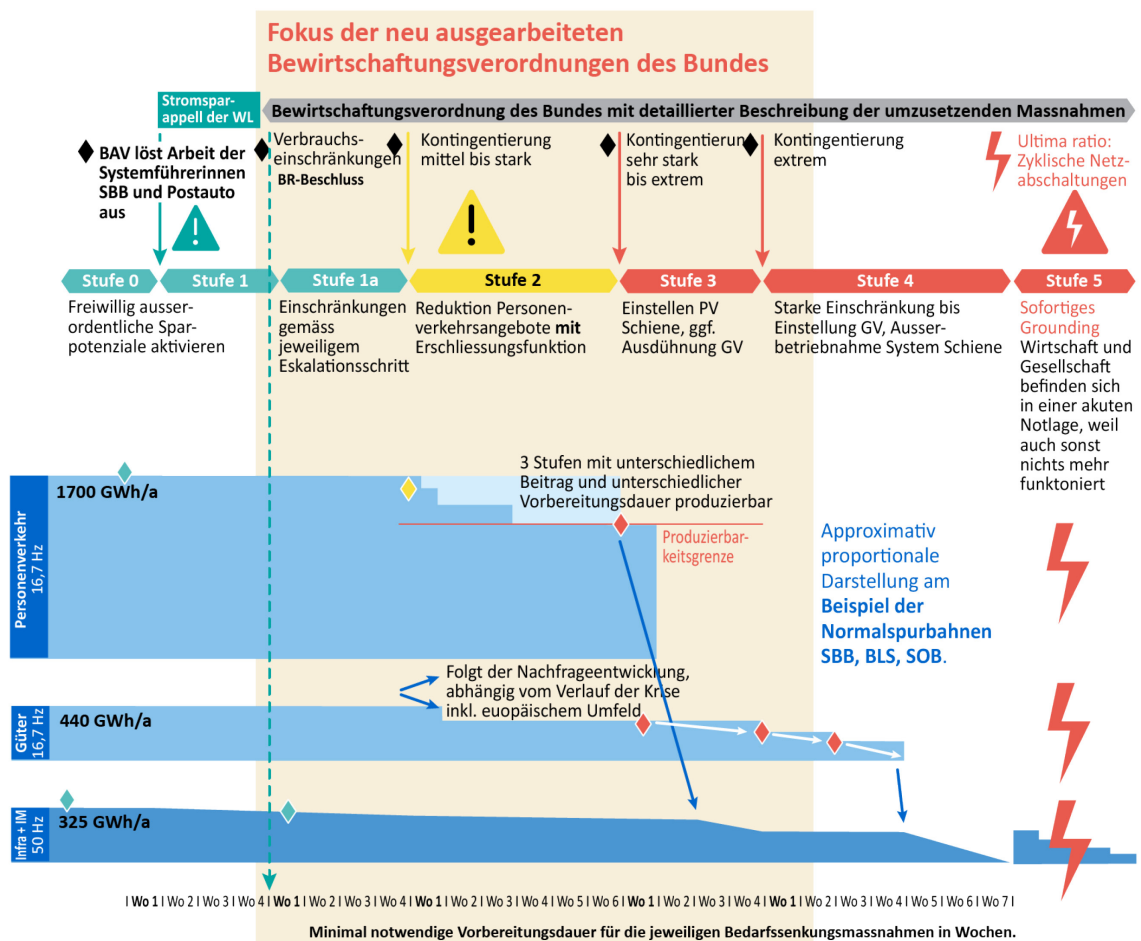 Fokus der neu ausgearbeiteten
Bewirtschaftungsverordnungen des Bundes
Stromspar-
appell der WL
Bewirtschaftungsverordnung des Bundes mit detaillierter Beschreibung der umzusetzenden Massnahmen
BAV löst Arbeit der
Systemführerinnen
SBB und Postauto
aus
Verbrauchs-
einschränkungen
BR-Beschluss
Kontingentierung
mittel bis stark
Kontingentierung
sehr stark
bis extrem
Kontingentierung
extrem
Ultima ratio:
Zyklische Netz-
abschaltungen
Stufe 0
Stufe 1
Stufe 1a
Stufe 2
Stufe 3
Stufe 4
Stufe 5
Freiwillig ausser-
ordentliche Spar-
potenziale aktivieren
Einschränkungen
gemäss
jeweiligem
Eskalationsschritt
Reduktion Personen-
verkehrsangebote mit
Erschliessungsfunktion
Einstellen PV
Schiene, ggf.
Ausdühnung GV
Starke Einschränkung bis
Einstellung GV, Ausser-
betriebnahme System Schiene
Sofortiges
Grounding
Wirtschaft und
Gesellschaft
befinden sich
in einer akuten
Notlage, weil
auch sonst
nichts mehr
funktoniert
Personenverkehr
16,7 Hz
1700 GWh/a
3 Stufen mit unterschiedlichem
Beitrag und unterschiedlicher
Vorbereitungsdauer produzierbar
Produzierbar-
keitsgrenze
Approximativ
proportionale
Darstellung am
Beispiel der
Normalspurbahnen
SBB, BLS, SOB.
Folgt der Nachfrageentwicklung,
abhängig vom Verlauf der Krise
inkl. euopäischem Umfeld
Güter
16,7 Hz
440 GWh/a
Infra + IM
50 Hz
325 GWh/a
I Wo 1 I Wo 2 I Wo 3 I Wo 4 I Wo 1 I Wo 2 I Wo 3 I Wo 4 I Wo 1 I Wo 2 I Wo 3 I Wo 4 I Wo 5 I Wo 6 I Wo 1 I Wo 2 I Wo 3 I Wo 4 I Wo 1 I Wo 2 I Wo 3 I Wo 4 I Wo 5 I Wo 6 I Wo 7 I
Minimal notwendige Vorbereitungsdauer für die jeweiligen Bedarfssenkungsmassnahmen in Wochen.